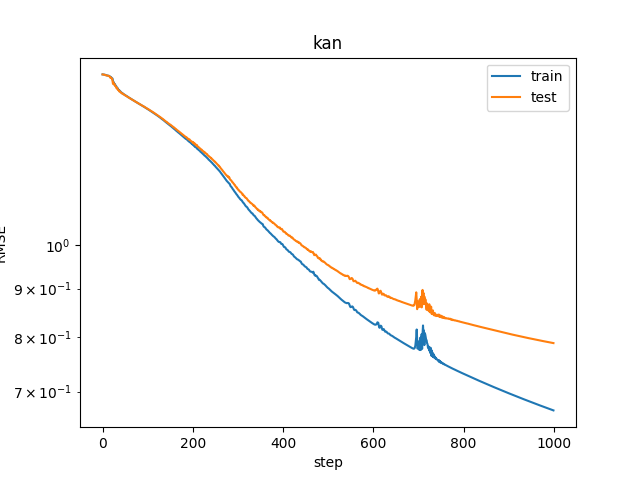 kan
train
test
RMSE
10⁰
9 × 10⁻¹
8 × 10⁻¹
7 × 10⁻¹
0
200
400
600
800
1000
step